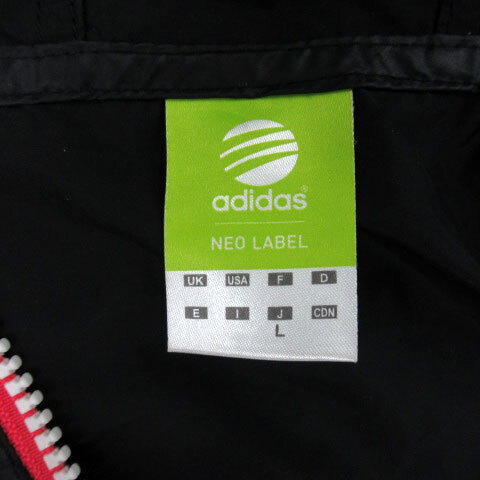 adidas®
NEO LABEL
UK USA F D
E I J CDN
L